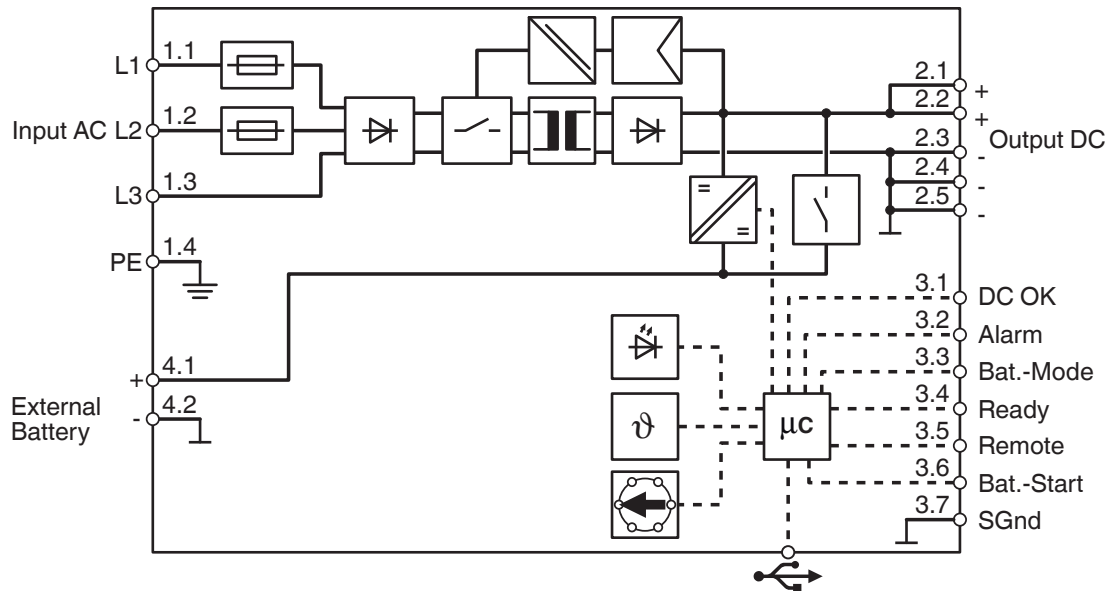 L1
1.1
Input AC L2
1.2
L3
1.3
PE
1.4
+
4.1
External
Battery
-
4.2
=
=
ϑ
µc
2.1
+
2.2
+
Output DC
2.3
-
2.4
-
2.5
-
3.1
DC OK
3.2
Alarm
3.3
Bat.-Mode
3.4
Ready
3.5
Remote
3.6
Bat.-Start
3.7
SGnd